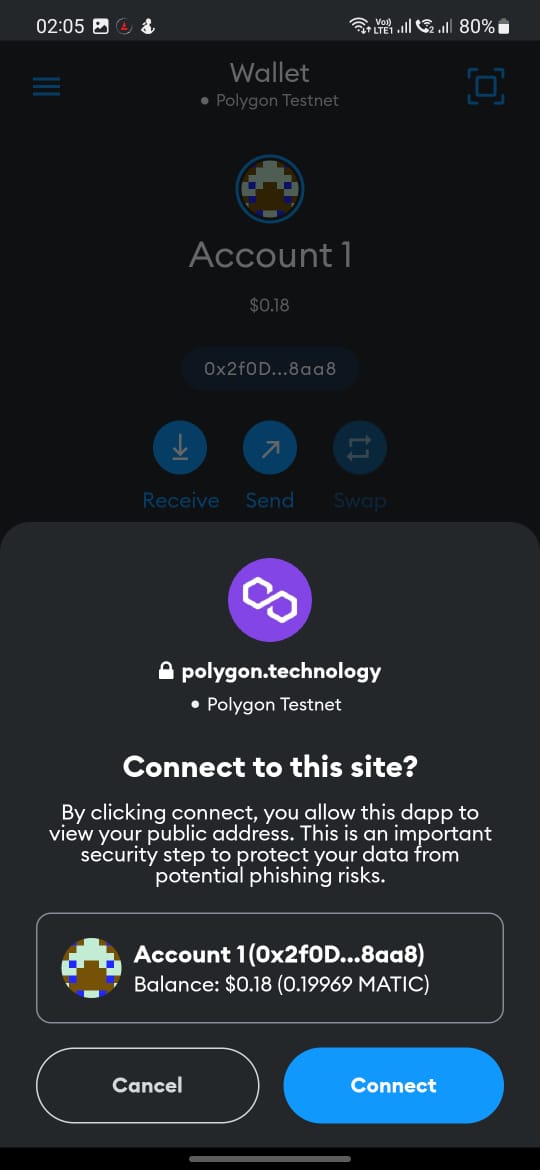 02:05
Vo))
LTE1
2
80%
Wallet
Polygon Testnet
Account 1
$0.18
0x2f0D...8aa8
Receive Send Swap
polygon.technology
Polygon Testnet
Connect to this site?
By clicking connect, you allow this dapp to
view your public address. This is an important
security step to protect your data from
potential phishing risks.
Account 1 (0x2f0D...8aa8)
Balance: $0.18 (0.19969 MATIC)
Cancel Connect